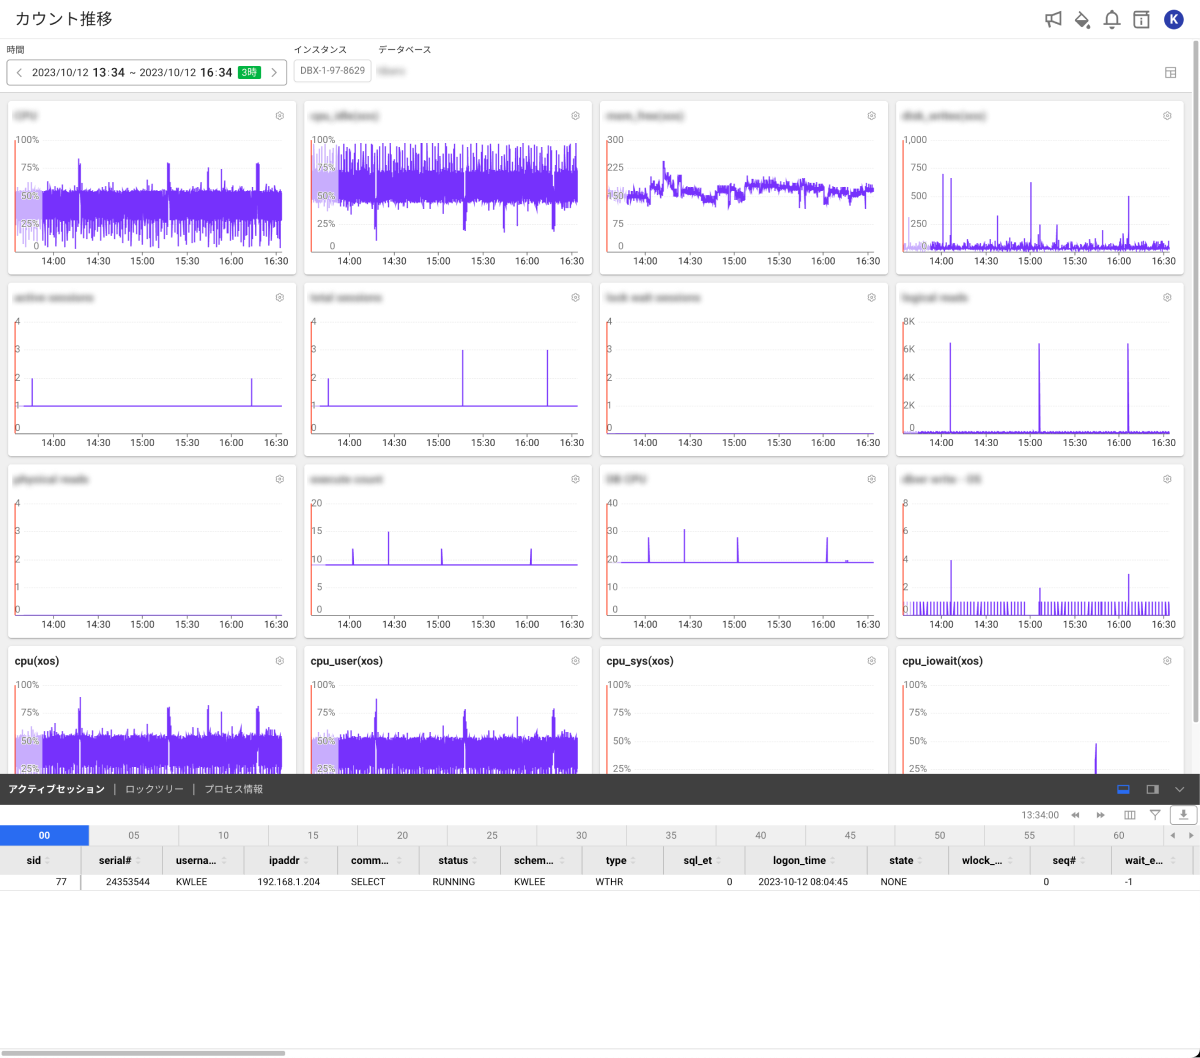 カウント推移
K
時間 インスタンス データベース
2023/10/12 13:34 ~ 2023/10/12 16:34 3時 DBX-1-97-8629
100% 75% 50% 25% 0
14:00 14:30 15:00 15:30 16:00 16:30
100% 75% 50% 25% 0
14:00 14:30 15:00 15:30 16:00 16:30
300 225 150 75 0
14:00 14:30 15:00 15:30 16:00 16:30
1,000 750 500 250 0
14:00 14:30 15:00 15:30 16:00 16:30
active sessions
4 3 2 1 0
14:00 14:30 15:00 15:30 16:00 16:30
total sessions
4 3 2 1 0
14:00 14:30 15:00 15:30 16:00 16:30
lock wait sessions
4 3 2 1 0
14:00 14:30 15:00 15:30 16:00 16:30
logical reads
8K 6K 4K 2K 0
14:00 14:30 15:00 15:30 16:00 16:30
physical reads
4 3 2 1 0
14:00 14:30 15:00 15:30 16:00 16:30
execute count
20 15 10 5 0
14:00 14:30 15:00 15:30 16:00 16:30
40 30 20 10 0
14:00 14:30 15:00 15:30 16:00 16:30
8 6 4 2 0
14:00 14:30 15:00 15:30 16:00 16:30
cpu(xos)
100% 75% 50% 25%
cpu_user(xos)
100% 75% 50% 25%
cpu_sys(xos)
100% 75% 50% 25%
cpu_iowait(xos)
100% 75% 50% 25%
アクティブセッション | ロックツリー | プロセス情報
13:34:00
00 05 10 15 20 25 30 35 40 45 50 55 60
sid serial# userna... ipaddr comm... status schem... type sql_et logon_time state wlock_... seq# wait_e...
77 24353544 KWLEE 192.168.1.204 SELECT RUNNING KWLEE WTHR 0 2023-10-12 08:04:45 NONE 0 -1